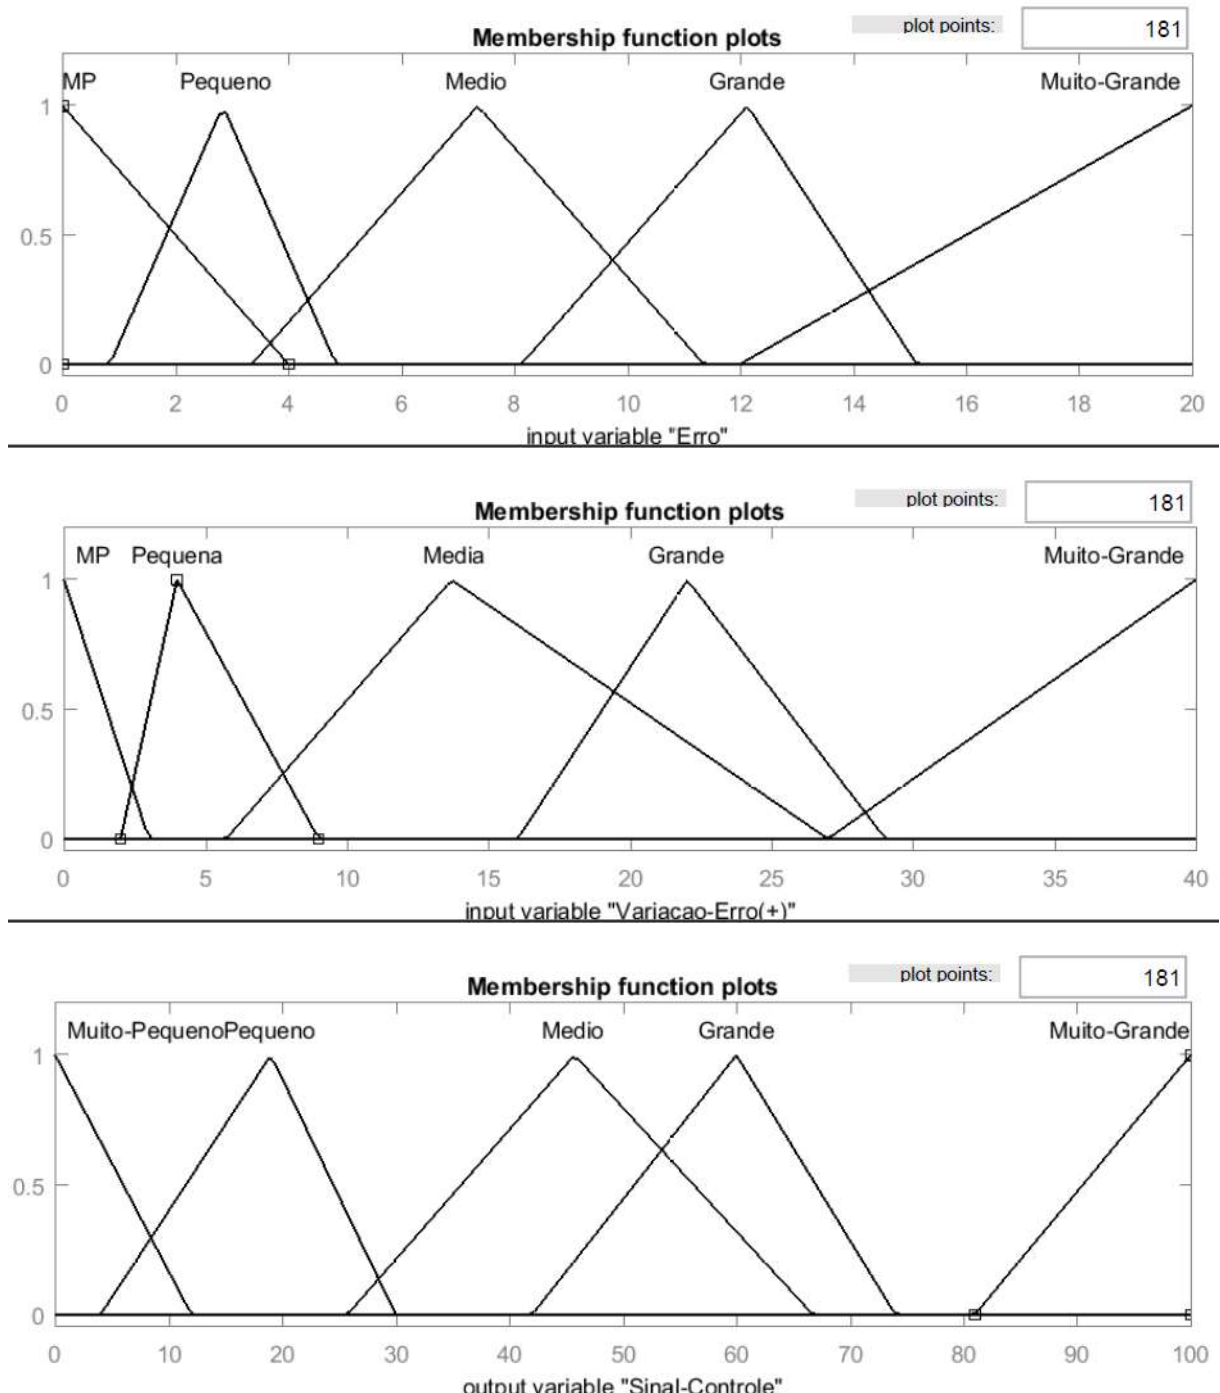 plot points: 181
Membership function plots
MP Pequeno Medio Grande Muito-Grande
1
0.5
0
0 2 4 6 8 10 12 14 16 18 20
input variable "Erro"
plot points: 181
Membership function plots
MP Pequena Media Grande Muito-Grande
1
0.5
0
0 5 10 15 20 25 30 35 40
input variable "Variacao-Erro(+)"
plot points: 181
Membership function plots
Muito-PequenoPequeno Medio Grande Muito-Grande
1
0.5
0
0 10 20 30 40 50 60 70 80 90 100
output variable "Sinal-Controle"